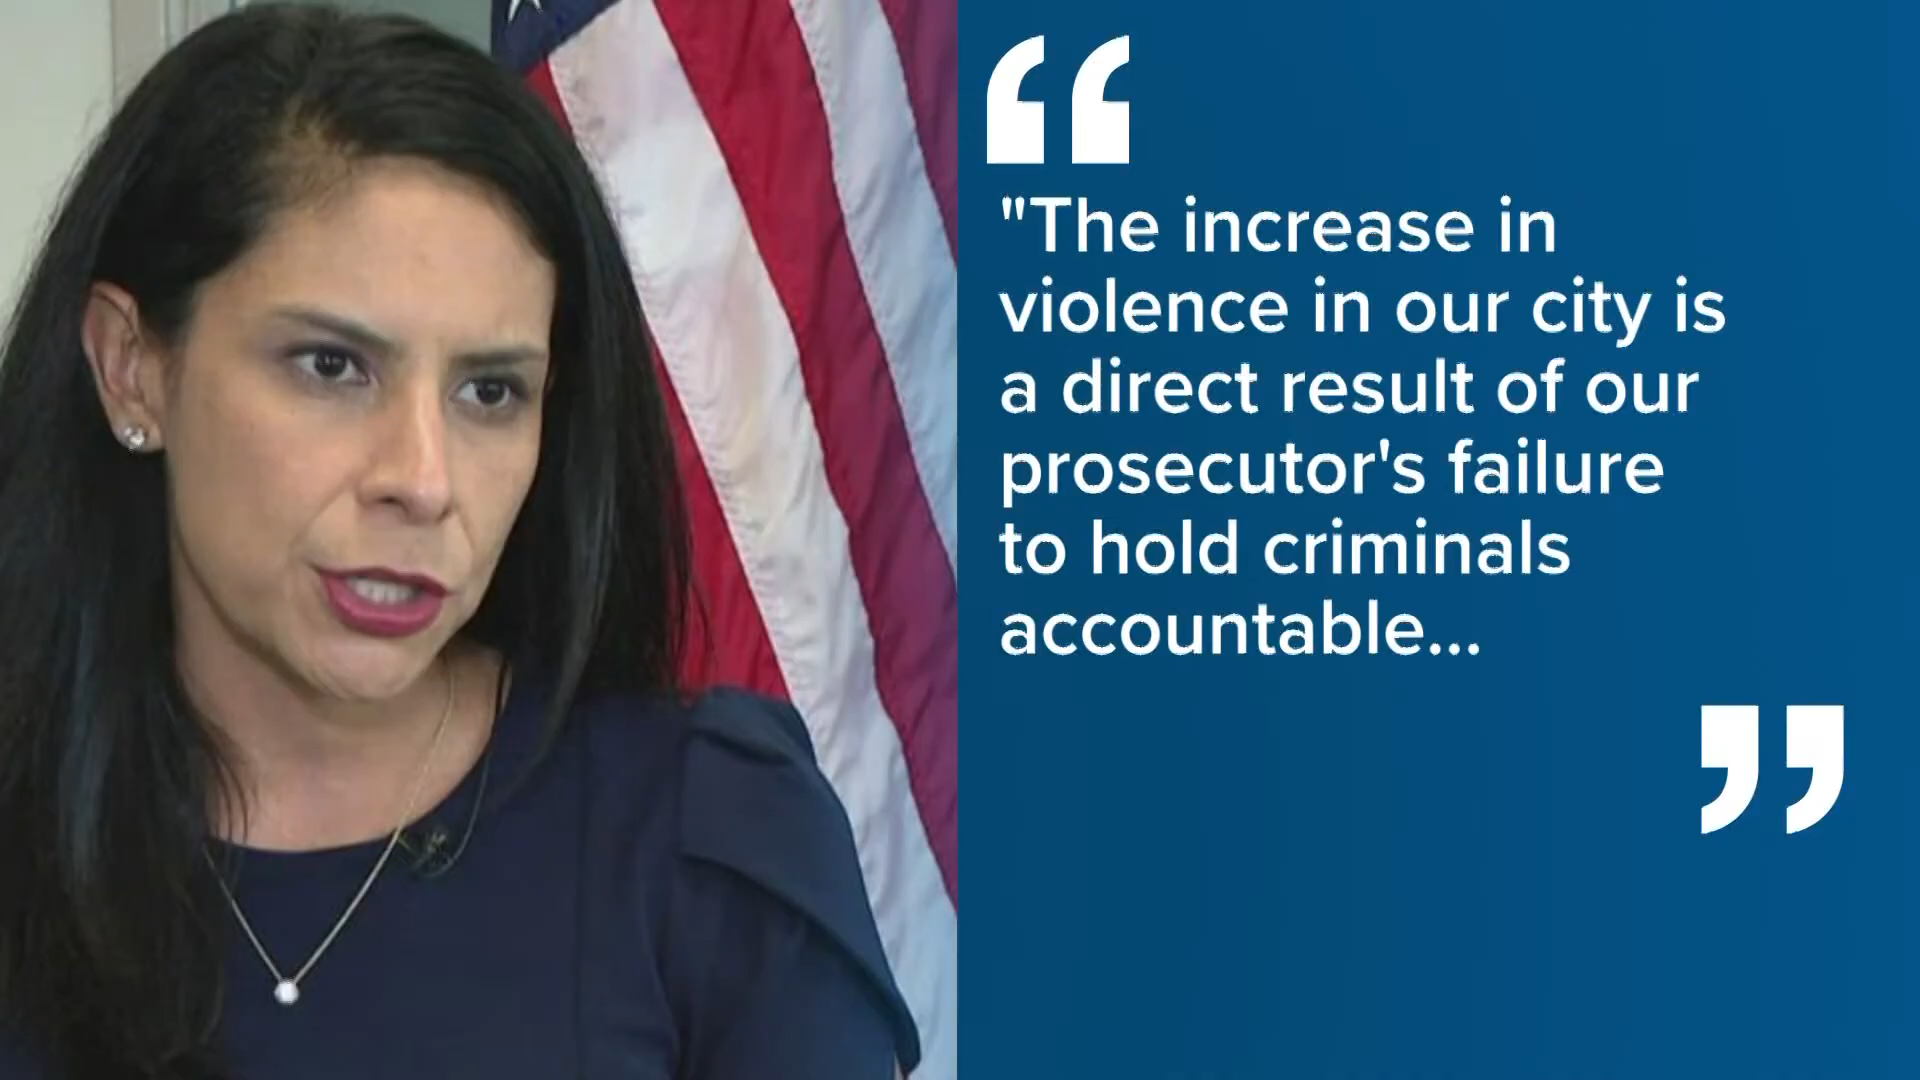 "The increase in
violence in our city is
a direct result of our
prosecutor's failure
to hold criminals
accountable...